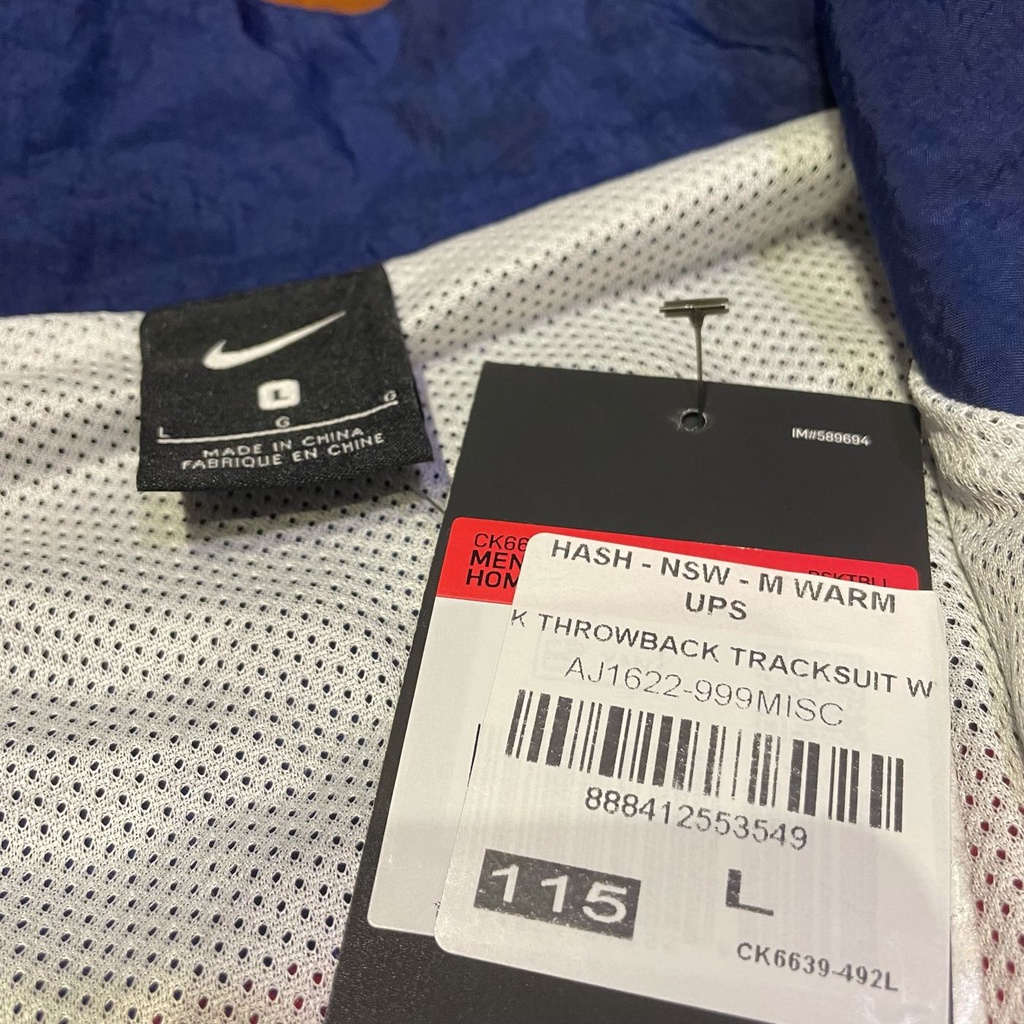 L
L G G
MADE IN CHINA
FABRIQUE EN CHINE
IM#589694
CK66
MEN
HOM
HASH - NSW - M WARM
UPS
K THROWBACK TRACKSUIT W
AJ1622-999MISC
888412553549
115
L
CK6639-492L